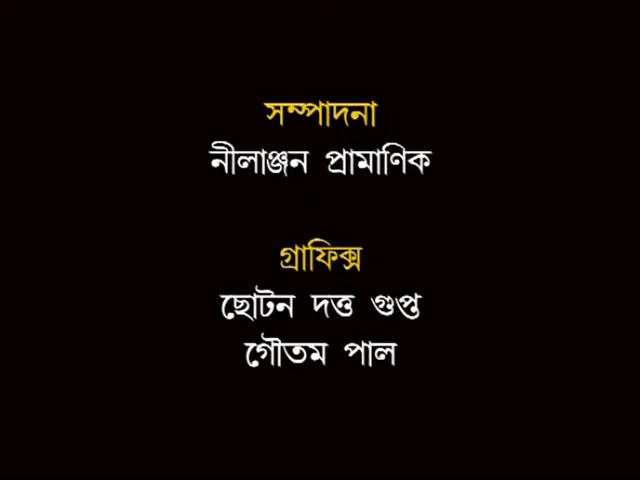 সম্পাদনা
নীলাঞ্জন প্রামাণিক
গ্রাফিক্স
ছোটন দত্ত গুপ্ত
গৌতম পাল